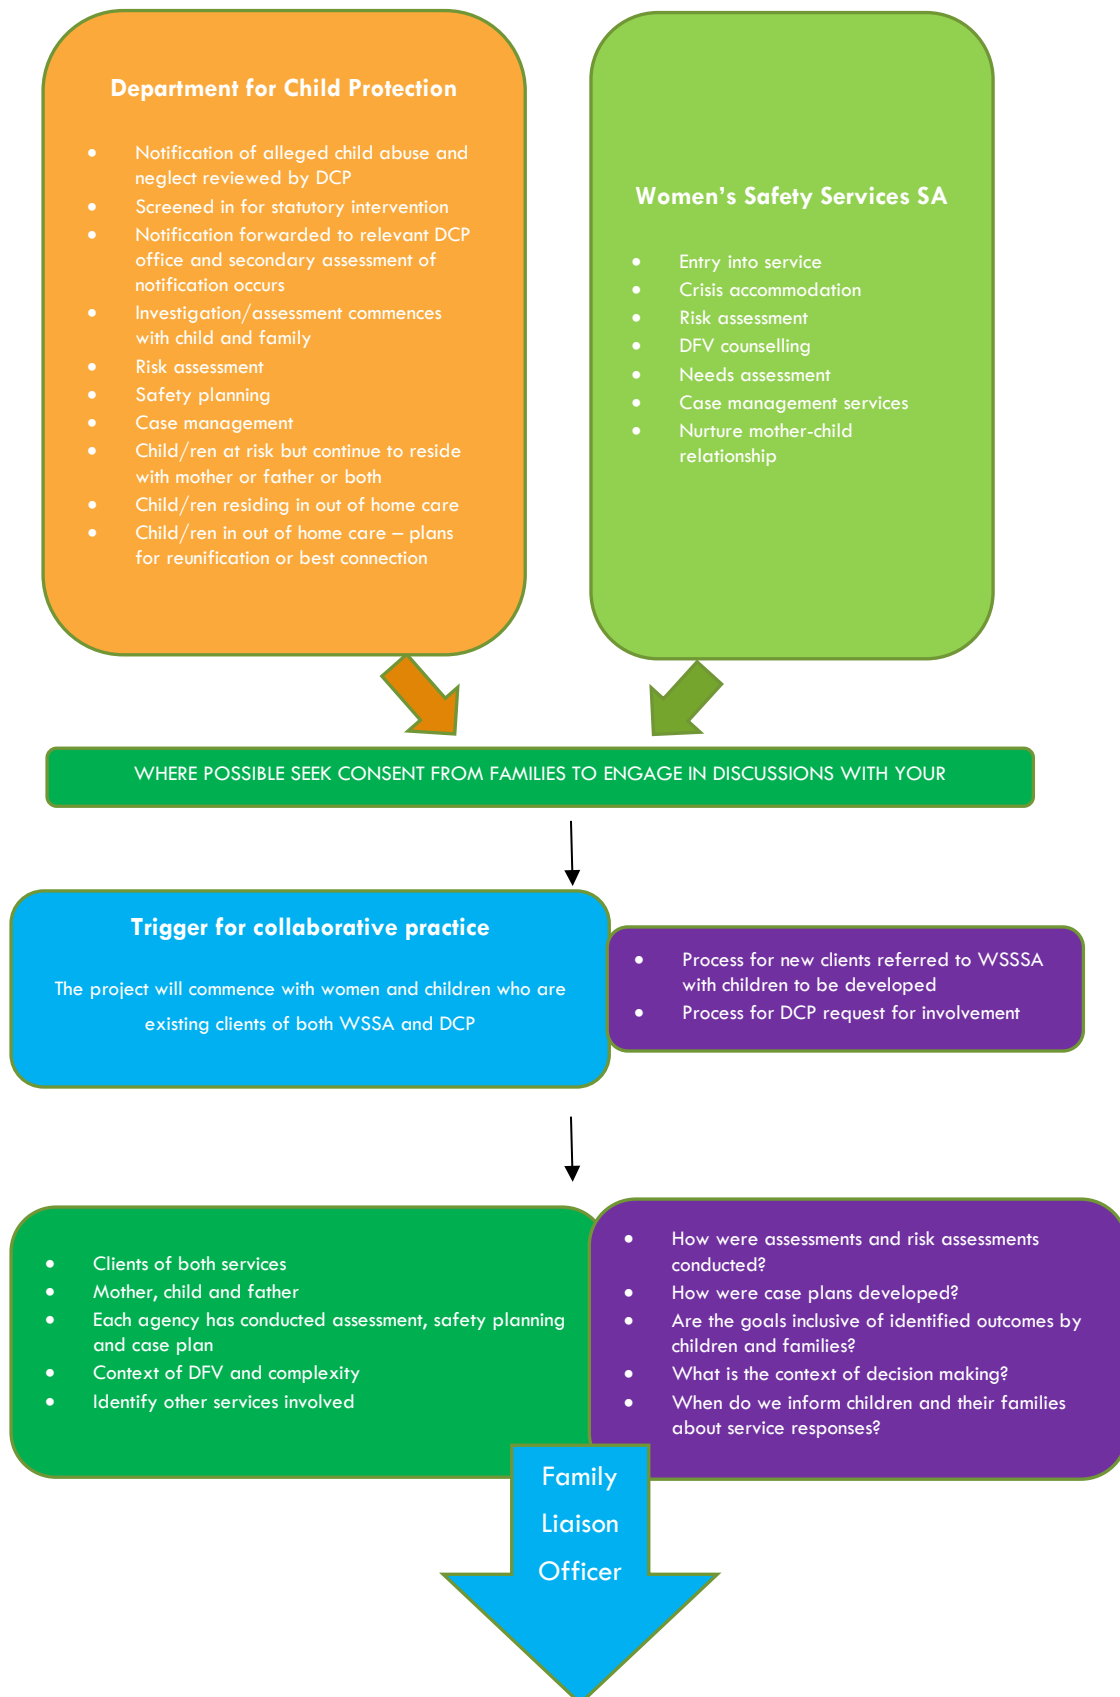 Department for Child Protection
• Notification of alleged child abuse and
neglect reviewed by DCP
• Screened in for statutory intervention
• Notification forwarded to relevant DCP
office and secondary assessment of
notification occurs
• Investigation/assessment commences
with child and family
• Risk assessment
• Safety planning
• Case management
• Child/ren at risk but continue to reside
with mother or father or both
• Child/ren residing in out of home care
• Child/ren in out of home care – plans
for reunification or best connection
Women's Safety Services SA
• Entry into service
• Crisis accommodation
• Risk assessment
• DFV counselling
• Needs assessment
• Case management services
• Nurture mother-child
relationship
WHERE POSSIBLE SEEK CONSENT FROM FAMILIES TO ENGAGE IN DISCUSSIONS WITH YOUR
Trigger for collaborative practice
The project will commence with women and children who are
existing clients of both WSSA and DCP
• Process for new clients referred to WSSSA
with children to be developed
• Process for DCP request for involvement
• Clients of both services
• Mother, child and father
• Each agency has conducted assessment, safety planning
and case plan
• Context of DFV and complexity
• Identify other services involved
• How were assessments and risk assessments
conducted?
• How were case plans developed?
• Are the goals inclusive of identified outcomes by
children and families?
• What is the context of decision making?
• When do we inform children and their families
about service responses?
Family
Liaison
Officer